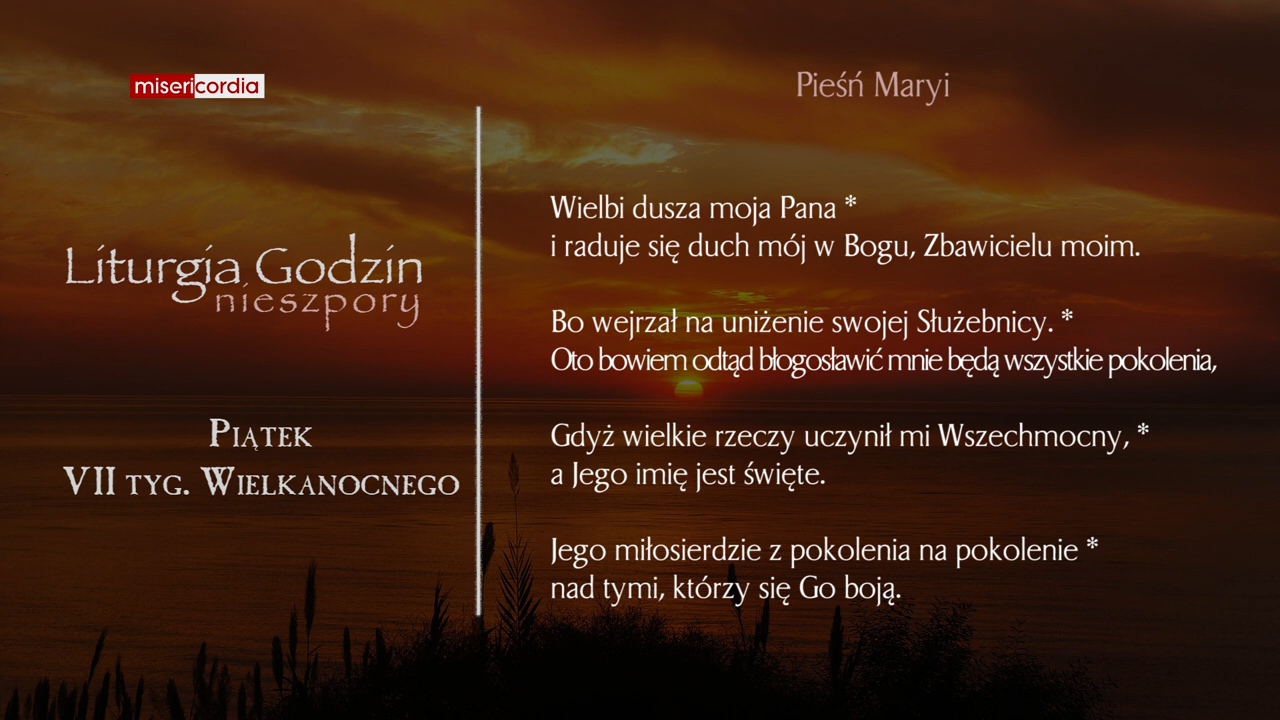 misericordia
Liturgia Godzin
nieszpory
Piątek
VII tyg. Wielkanocnego
Pieśń Maryi
Wielbi dusza moja Pana *
i raduje się duch mój w Bogu, Zbawicielu moim.
Bo wejrzał na uniżenie swojej Służebnicy. *
Oto bowiem odtąd błogosławić mnie będą wszystkie pokolenia,
Gdyż wielkie rzeczy uczynił mi Wszechmocny, *
a Jego imię jest święte.
Jego miłosierdzie z pokolenia na pokolenie *
nad tymi, którzy się Go boją.